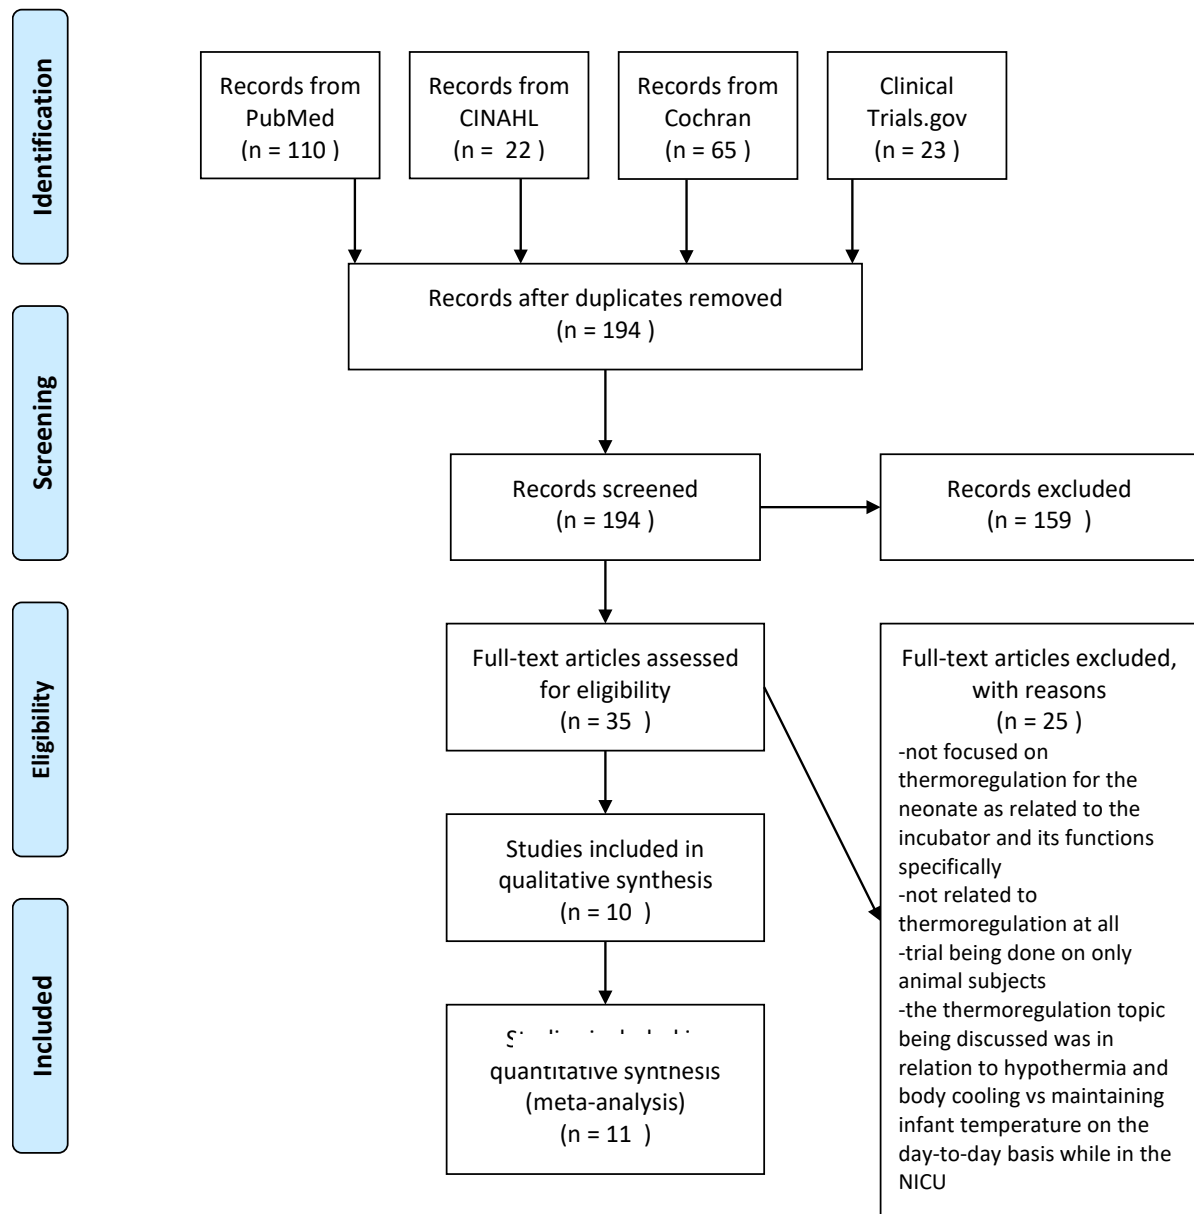 Identification
Records from
PubMed
(n = 110 )
Records from
CINAHL
(n =  22 )
Records from
Cochran
(n = 65 )
Clinical
Trials.gov
(n = 23 )
Records after duplicates removed
(n = 194 )
Screening
Records screened
(n = 194 )
Records excluded
(n = 159  )
Eligibility
Full-text articles assessed
for eligibility
(n = 35  )
Full-text articles excluded,
with reasons
(n = 25 )
-not focused on
thermoregulation for the
neonate as related to the
incubator and its functions
specifically
-not related to
thermoregulation at all
-trial being done on only
animal subjects
-the thermoregulation topic
being discussed was in
relation to hypothermia and
body cooling vs maintaining
infant temperature on the
day-to-day basis while in the
NICU
Studies included in
qualitative synthesis
(n = 10  )
Included
quantitative synthesis
(meta-analysis)
(n = 11  )